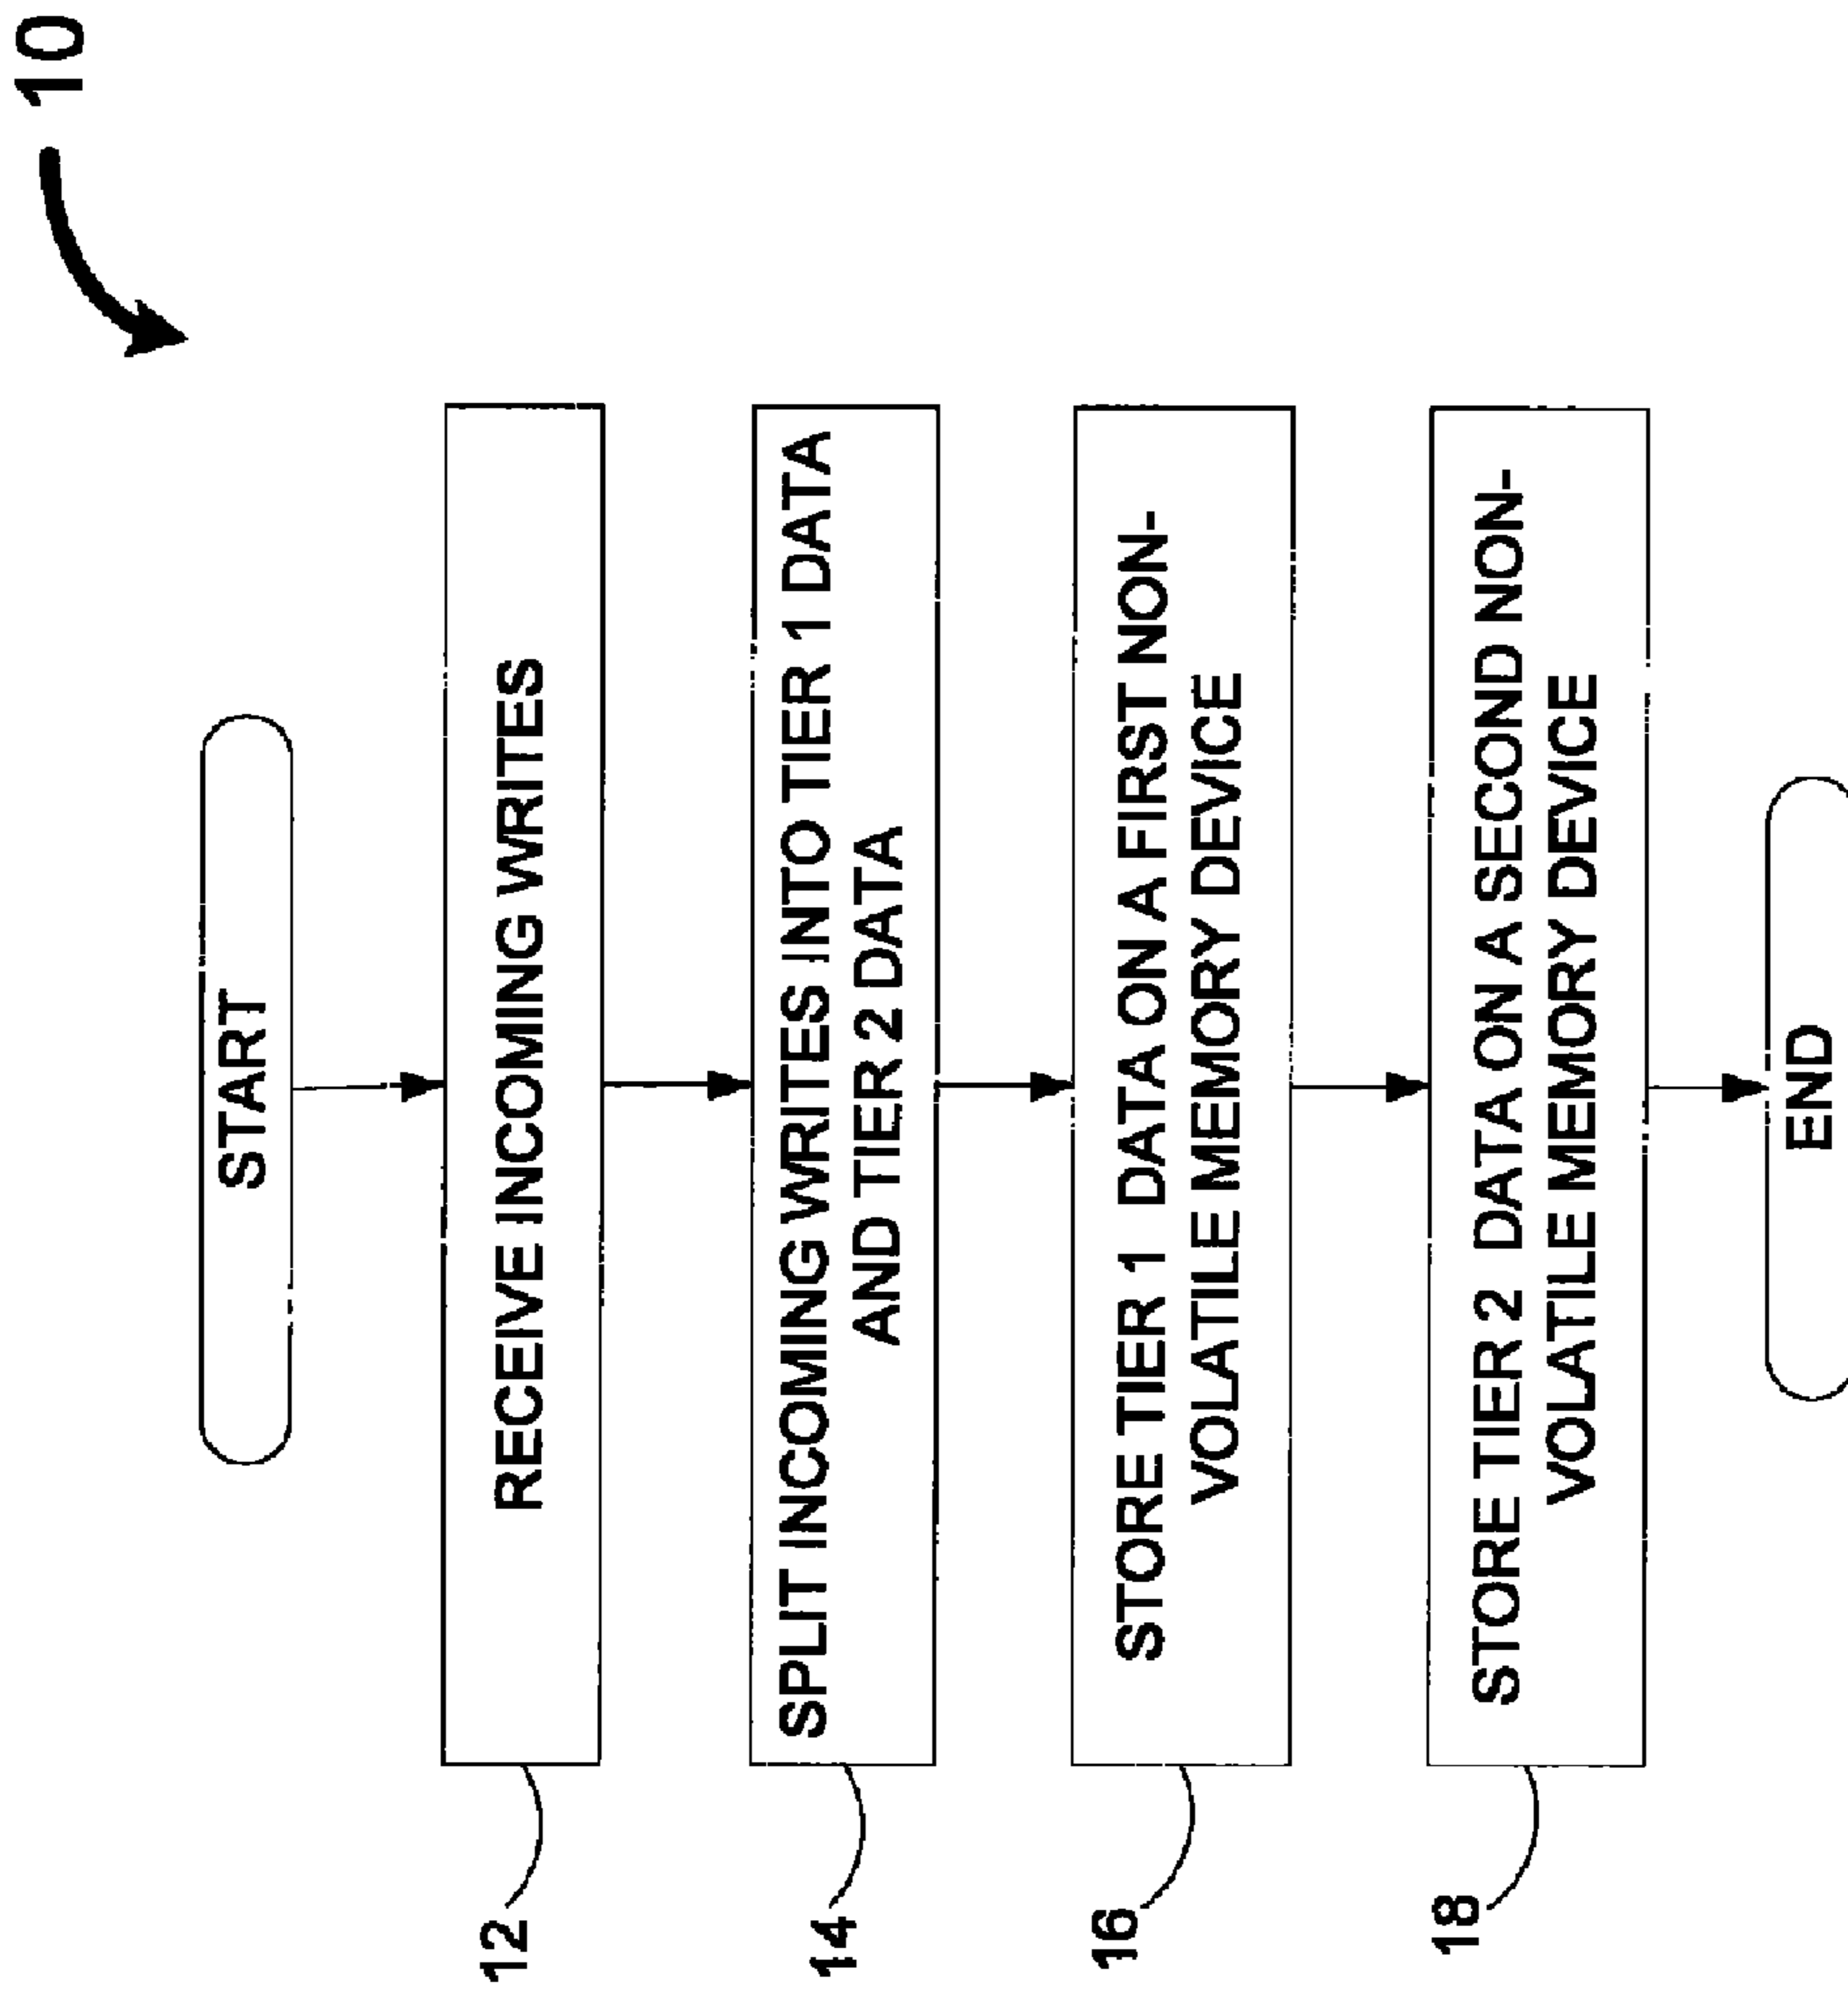 10
START
12
RECEIVE INCOMING WRITES
14
SPLIT INCOMING WRITES INTO TIER 1 DATA
AND TIER 2 DATA
16
STORE TIER 1 DATA ON A FIRST NON-
VOLATILE MEMORY DEVICE
18
STORE TIER 2 DATA ON A SECOND NON-
VOLATILE MEMORY DEVICE
END